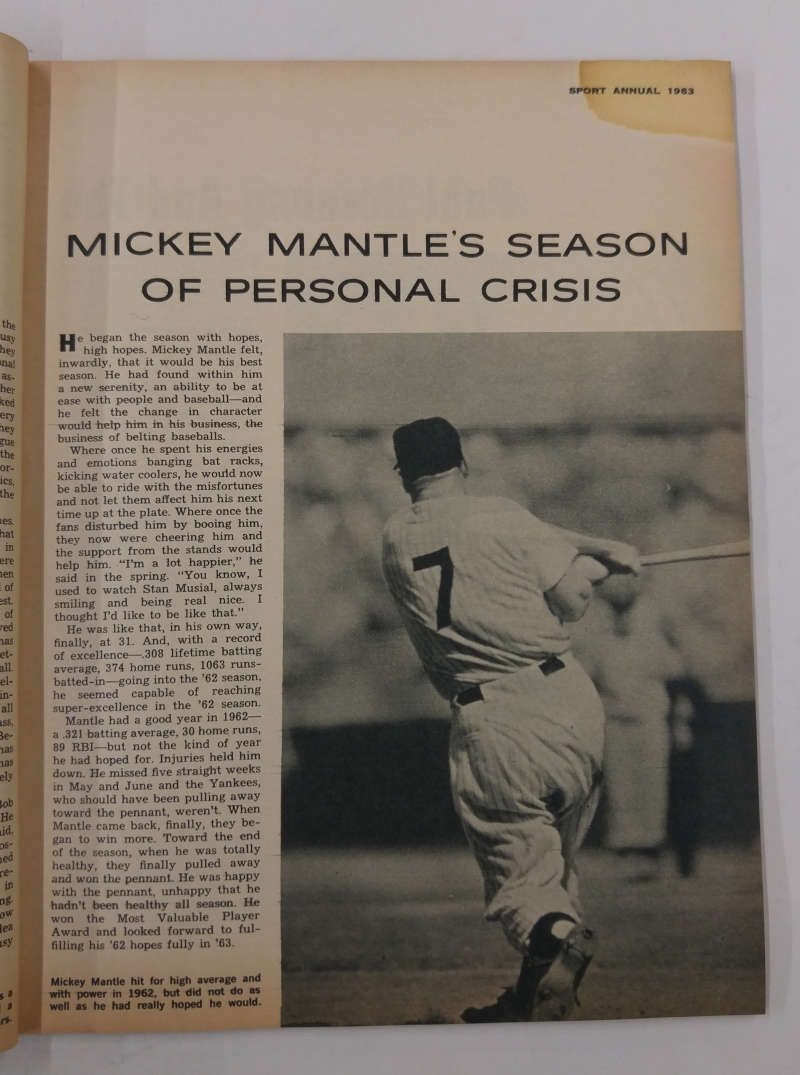 SPORT ANNUAL 1963
MICKEY MANTLE'S SEASON
OF PERSONAL CRISIS
He began the season with hopes,
high hopes. Mickey Mantle felt,
inwardly, that it would be his best
season. He had found within him
a new serenity, an ability to be at
ease with people and baseball—and
he felt the change in character
would help him in his business, the
business of belting baseballs.
Where once he spent his energies
and emotions banging bat racks,
kicking water coolers, he would now
be able to ride with the misfortunes
and not let them affect him his next
time up at the plate. Where once the
fans disturbed him by booing him,
they now were cheering him and
the support from the stands would
help him. "I'm a lot happier," he
said in the spring. "You know, I
used to watch Stan Musial, always
smiling and being real nice. I
thought I'd like to be like that."
He was like that, in his own way,
finally, at 31. And, with a record
of excellence—.308 lifetime batting
average, 374 home runs, 1063 runs-
batted-in—going into the '62 season,
he seemed capable of reaching
super-excellence in the '62 season.
Mantle had a good year in 1962—
a .321 batting average, 30 home runs,
89 RBI—but not the kind of year
he had hoped for. Injuries held him
down. He missed five straight weeks
in May and June and the Yankees,
who should have been pulling away
toward the pennant, weren't. When
Mantle came back, finally, they be-
gan to win more. Toward the end
of the season, when he was totally
healthy, they finally pulled away
and won the pennant. He was happy
with the pennant, unhappy that he
hadn't been healthy all season. He
won the Most Valuable Player
Award and looked forward to ful-
filling his '62 hopes fully in '63.
Mickey Mantle hit for high average and
with power in 1962, but did not do as
well as he had really hoped he would.
7